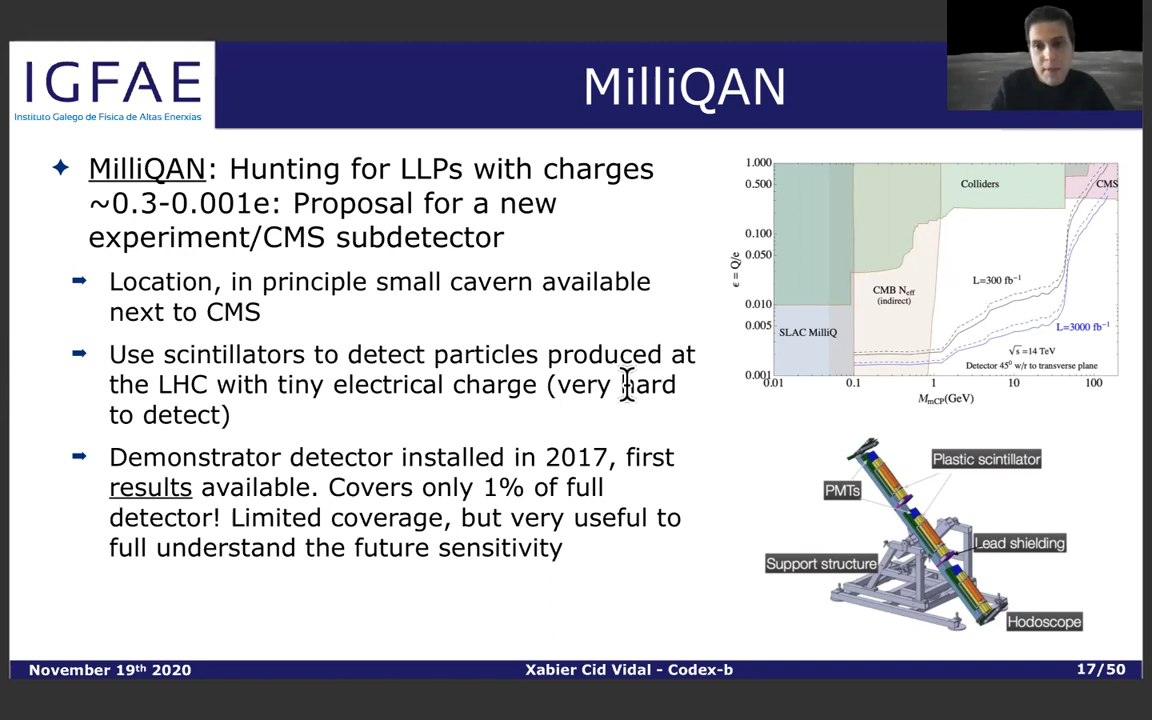 IGFAE
Instituto Galego de Física de Altas Enerxías
MilliQAN
MilliQAN: Hunting for LLPs with charges
~0.3-0.001e: Proposal for a new
experiment/CMS subdetector
Location, in principle small cavern available
next to CMS
Use scintillators to detect particles produced at
the LHC with tiny electrical charge (very hard
to detect)
Demonstrator detector installed in 2017, first
results available. Covers only 1% of full
detector! Limited coverage, but very useful to
full understand the future sensitivity
1.000
0.500
0.100
0.050
0.010
0.005
0.001
ϵ = Q/e
Colliders
CMS
CMB Neff
(indirect)
SLAC MilliQ
L=300 fb⁻¹
L=3000 fb⁻¹
√s =14 TeV
Detector 45⁰ w/r to transverse plane
0.01
0.1
1
10
100
MmCP(GeV)
Plastic scintillator
PMTs
Lead shielding
Support structure
Hodoscope
November 19th 2020
Xabier Cid Vidal - Codex-b
17/50